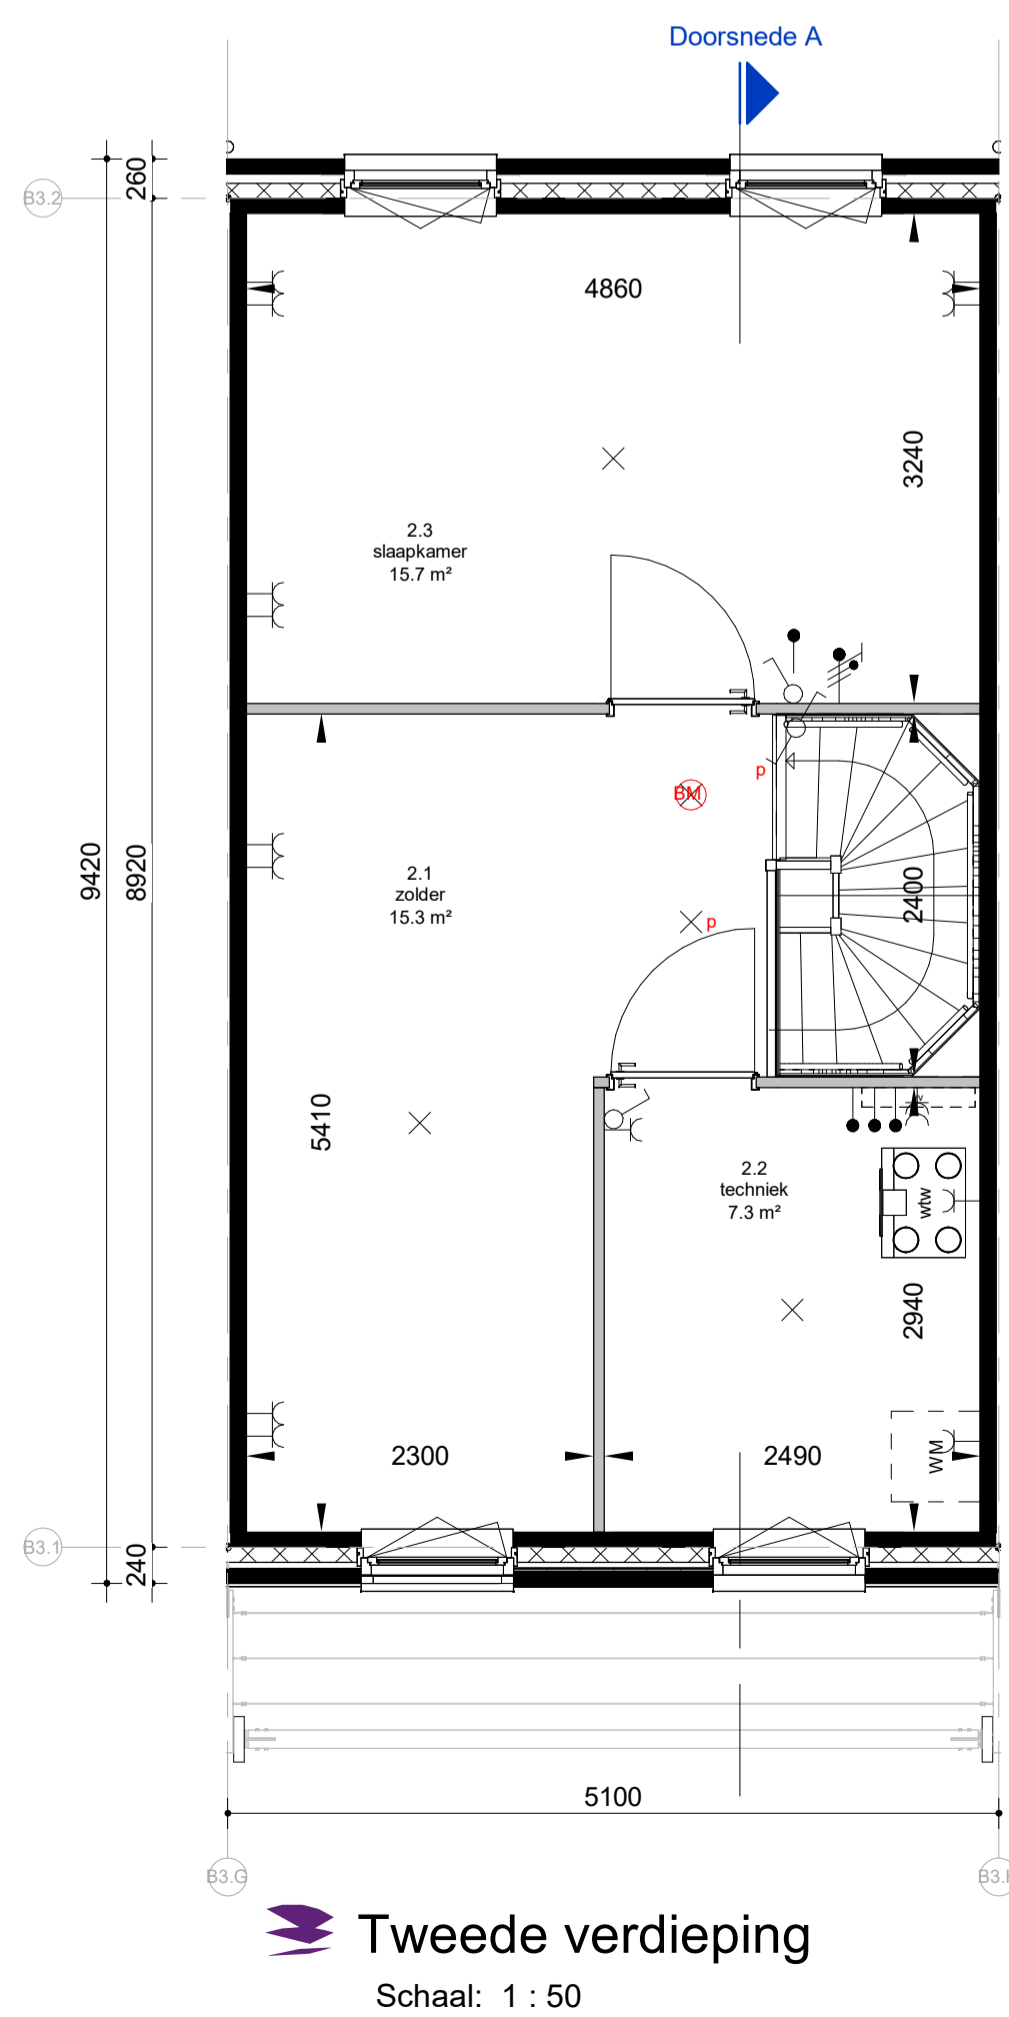 Doorsnede A
260
B3.2
4860
3240
2.3
slaapkamer
15.7 m²
p
BM
9420
8920
2.1
zolder
15.3 m²
2400
p
5410
2.2
techniek
7.3 m²
wtw
2940
2300
2490
WM
B3.1
240
5100
B3.G
Tweede verdieping
Schaal: 1 : 50